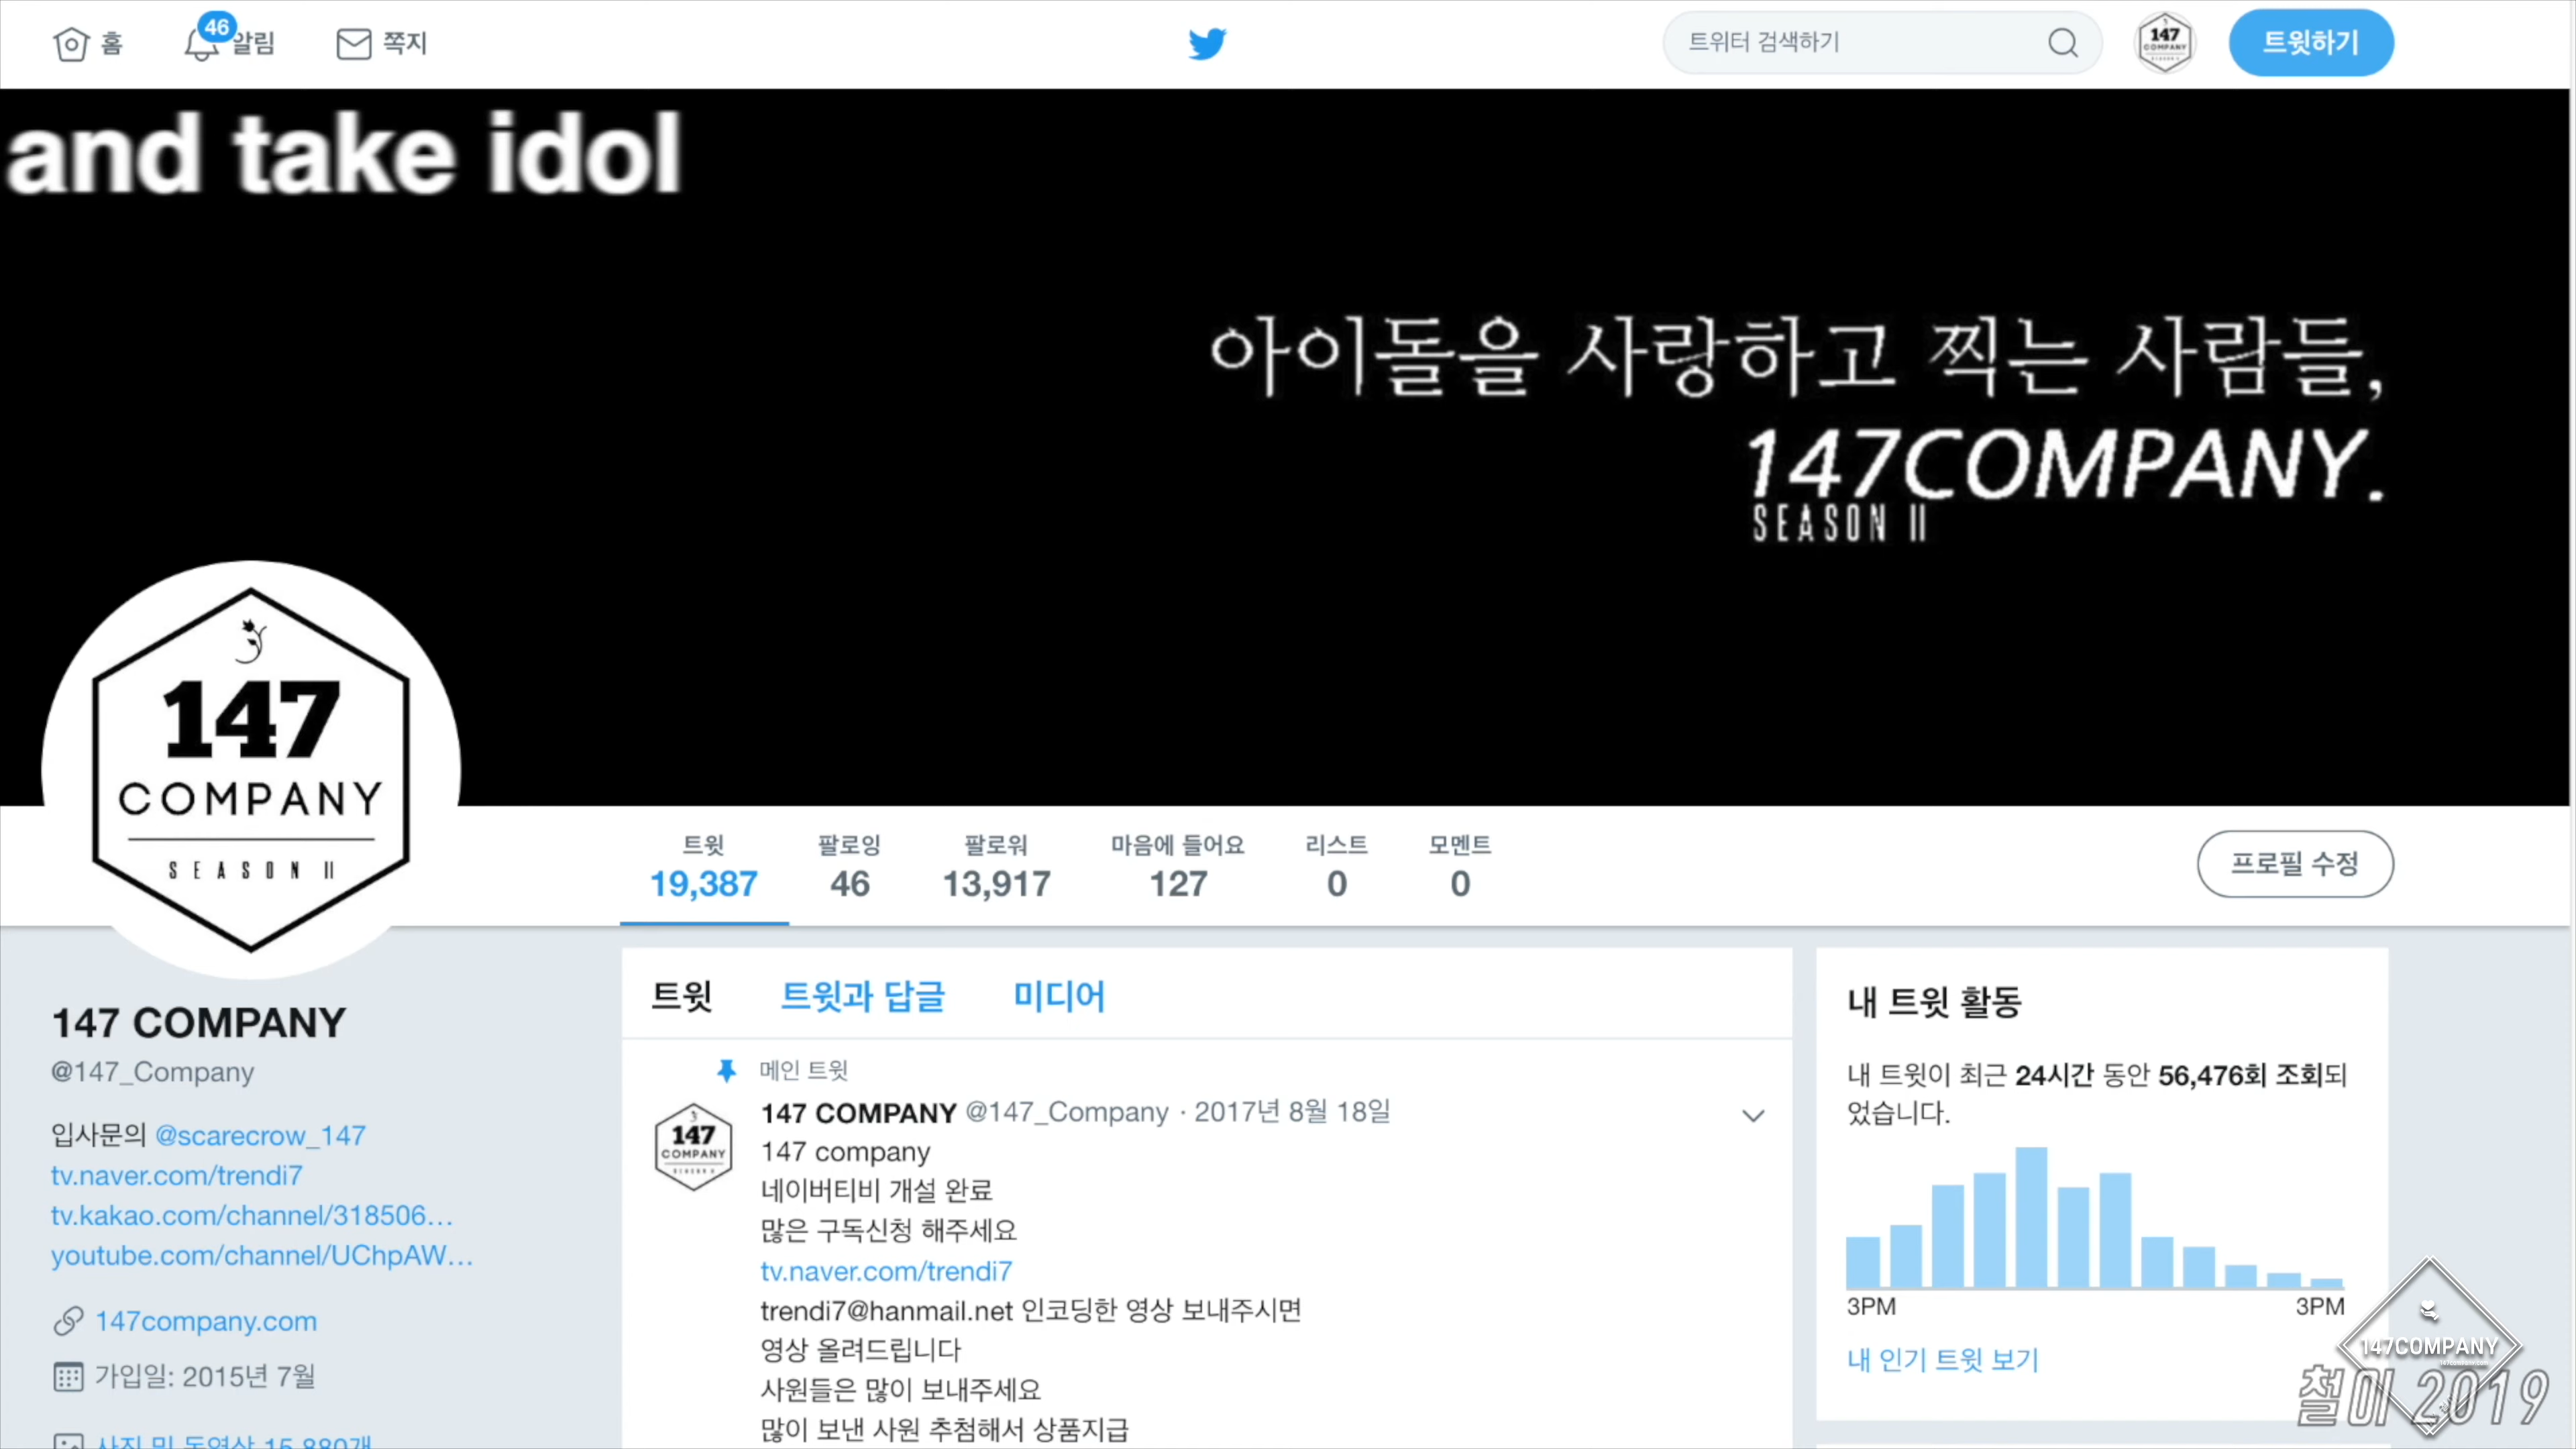 홈
46
알림
쪽지
트위터 검색하기
147
COMPANY
트윗하기
and take idol
아이돌을 사랑하고 찍는 사람들,
147COMPANY.
SEASON II
147
COMPANY
SEASON II
트윗 팔로잉 팔로워 마음에 들어요 리스트 모멘트
19,387 46 13,917 127 0 0
프로필 수정
147 COMPANY
@147_Company
입사문의 @scarecrow_147
tv.naver.com/trendi7
tv.kakao.com/channel/318506…
youtube.com/channel/UChpAW…
147company.com
가입일: 2015년 7월
사진 및 동영상 15,880개
트윗 트윗과 답글 미디어
메인 트윗
147 COMPANY @147_Company · 2017년 8월 18일
147
COMPANY
147 company
네이버티비 개설 완료
많은 구독신청 해주세요
tv.naver.com/trendi7
trendi7@hanmail.net 인코딩한 영상 보내주시면
영상 올려드립니다
사원들은 많이 보내주세요
많이 보낸 사원 추첨해서 상품지급
내 트윗 활동
내 트윗이 최근 24시간 동안 56,476회 조회되
었습니다.
3PM 3PM
내 인기 트윗 보기
147COMPANY
철이 2019